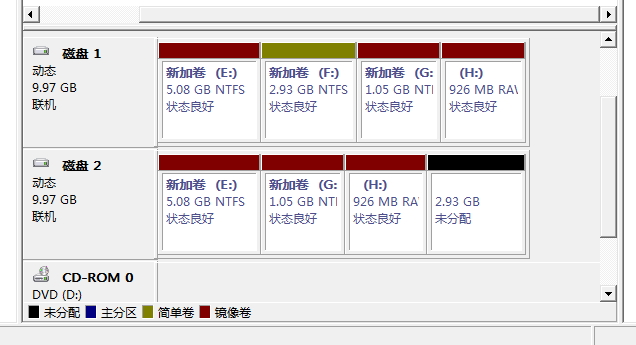 磁盘 1
动态
9.97 GB
联机
新加卷 (E:)
5.08 GB NTFS
状态良好
新加卷 (F:)
2.93 GB NTFS
状态良好
新加卷 (G:
1.05 GB NTI
状态良好
(H:)
926 MB RAW
状态良好
磁盘 2
动态
9.97 GB
联机
新加卷 (E:)
5.08 GB NTFS
状态良好
新加卷 (G:
1.05 GB NTI
状态良好
(H:)
926 MB RA
状态良好
2.93 GB
未分配
CD-ROM 0
DVD (D:)
未分配 主分区 简单卷 镜像卷